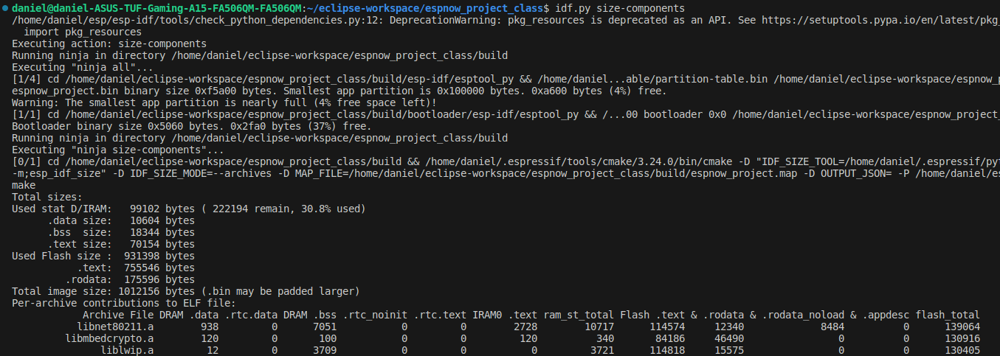 daniel@daniel-ASUS-TUF-Gaming-A15-FA506QM-FA506QM:~/eclipse-workspace/espnow_project_class$ idf.py size-components
/home/daniel/esp/esp-idf/tools/check_python_dependencies.py:12: DeprecationWarning: pkg_resources is deprecated as an API. See https://setuptools.pypa.io/en/latest/pkg_
  import pkg_resources
Executing action: size-components
Running ninja in directory /home/daniel/eclipse-workspace/espnow_project_class/build
Executing "ninja all"...
[1/4] cd /home/daniel/eclipse-workspace/espnow_project_class/build/esp-idf/esptool_py && /home/daniel...able/partition-table.bin /home/daniel/eclipse-workspace/espnow_p
espnow_project.bin binary size 0xf5a00 bytes. Smallest app partition is 0x100000 bytes. 0xa600 bytes (4%) free.
Warning: The smallest app partition is nearly full (4% free space left)!
[1/1] cd /home/daniel/eclipse-workspace/espnow_project_class/build/bootloader/esp-idf/esptool_py && /...00 bootloader 0x0 /home/daniel/eclipse-workspace/espnow_project_
Bootloader binary size 0x5060 bytes. 0x2fa0 bytes (37%) free.
Running ninja in directory /home/daniel/eclipse-workspace/espnow_project_class/build
Executing "ninja size-components"...
[0/1] cd /home/daniel/eclipse-workspace/espnow_project_class/build && /home/daniel/.espressif/tools/cmake/3.24.0/bin/cmake -D "IDF_SIZE_TOOL=/home/daniel/.espressif/pyt
-m;esp_idf_size" -D IDF_SIZE_MODE=--archives -D MAP_FILE=/home/daniel/eclipse-workspace/espnow_project_class/build/espnow_project.map -D OUTPUT_JSON= -P /home/daniel/es
make
Total sizes:
Used stat D/IRAM:   99102 bytes ( 222194 remain, 30.8% used)
      .data size:   10604 bytes
      .bss  size:   18344 bytes
      .text size:   70154 bytes
Used Flash size :  931398 bytes
           .text:  755546 bytes
         .rodata:  175596 bytes
Total image size: 1012156 bytes (.bin may be padded larger)
Per-archive contributions to ELF file:
            Archive File DRAM .data .rtc.data DRAM .bss .rtc_noinit .rtc.text IRAM0 .text ram_st_total Flash .text & .rodata & .rodata_noload & .appdesc flash_total
           libnet80211.a        938         0      7051           0         0        2728        10717      114574     12340             8484          0      139064
         libmbedcrypto.a        120         0       100           0         0         120          340       84186     46490                0          0      130916
               liblwip.a         12         0      3709           0         0           0         3721      114818     15575                0          0      130405